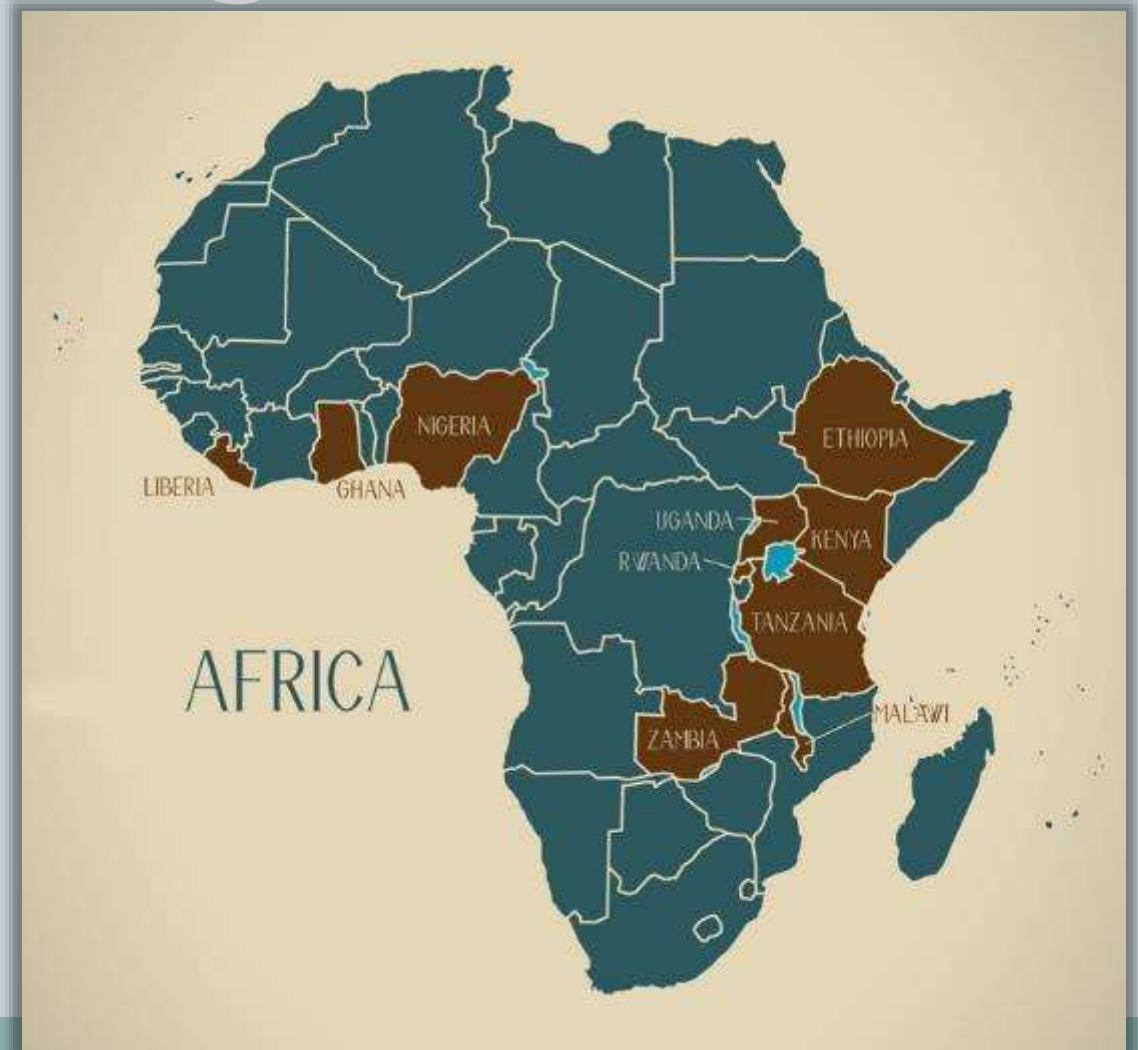 NIGERIA
ETHIOPIA
LIBERIA
GHANA
UGANDA
KENYA
RWANDA
TANZANIA
AFRICA
MALAWI
ZAMBIA